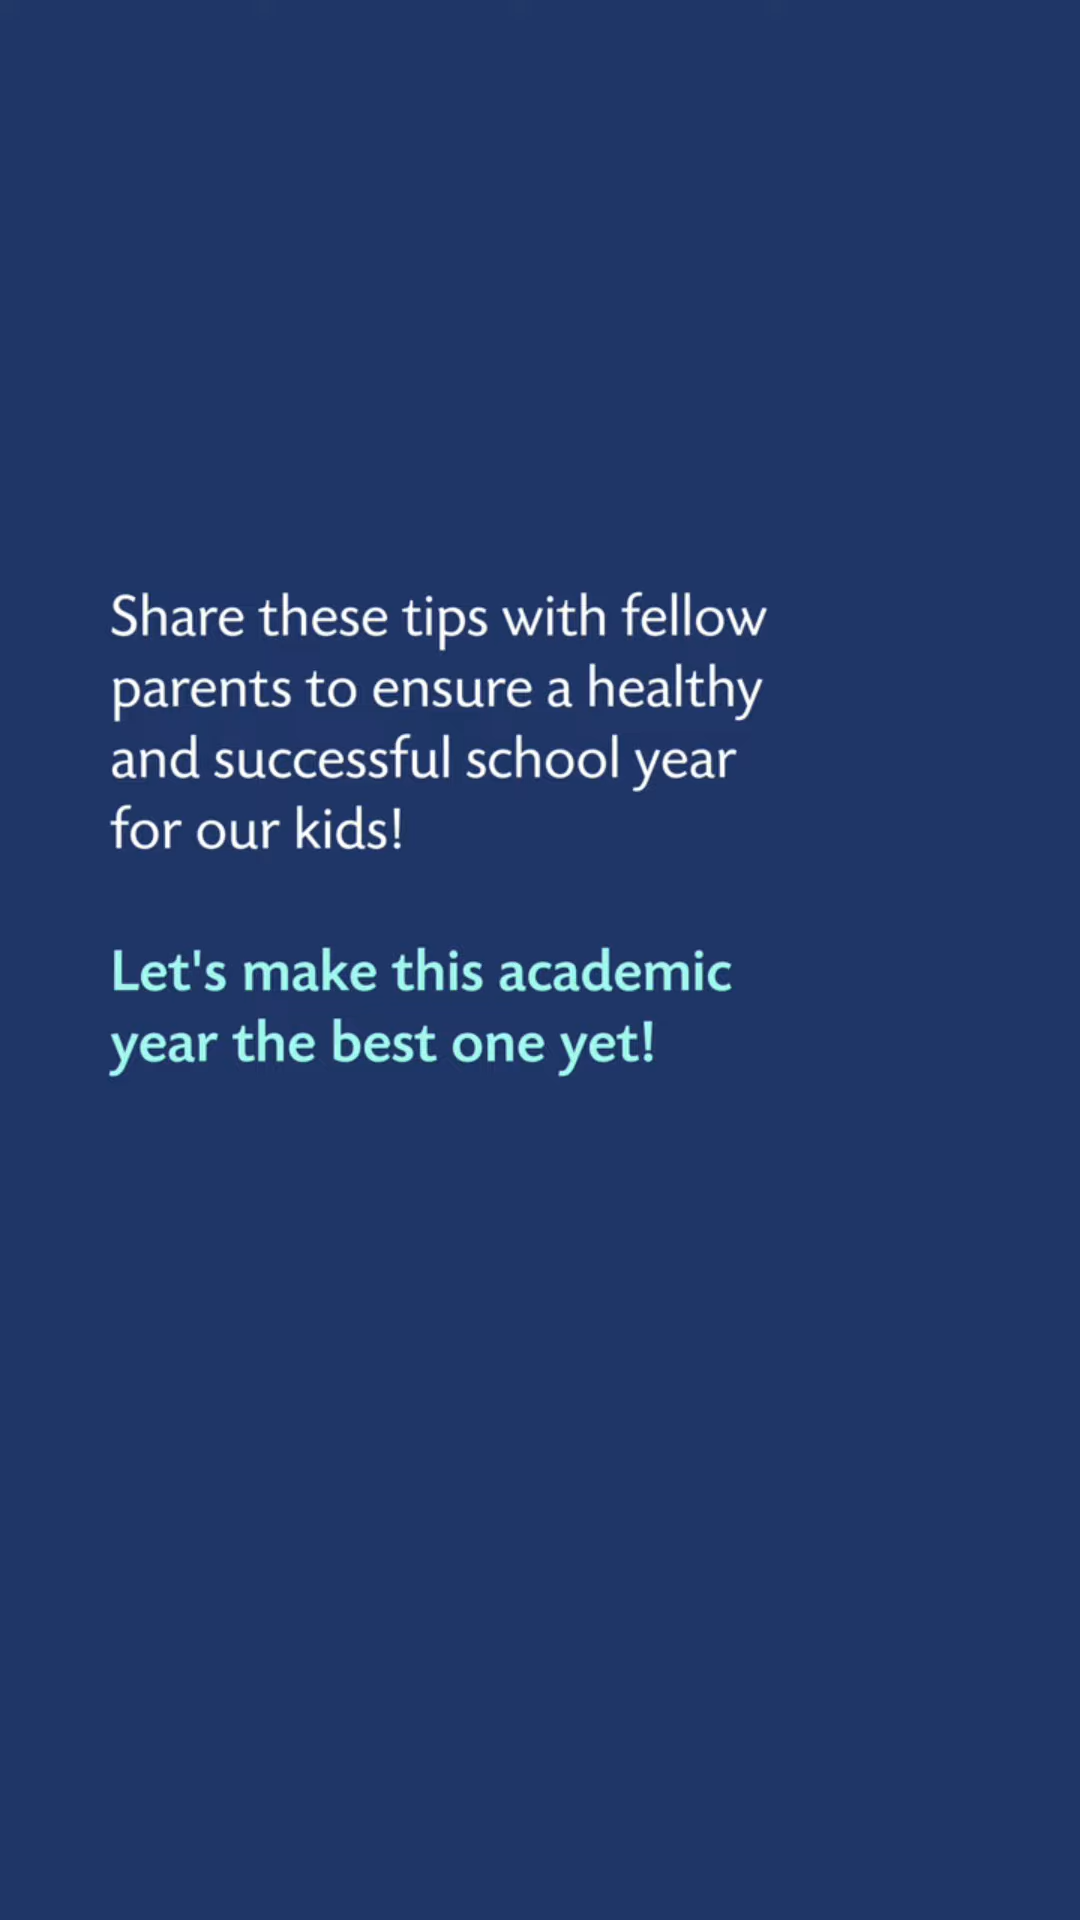 Share these tips with fellow
parents to ensure a healthy
and successful school year
for our kids!
Let's make this academic
year the best one yet!